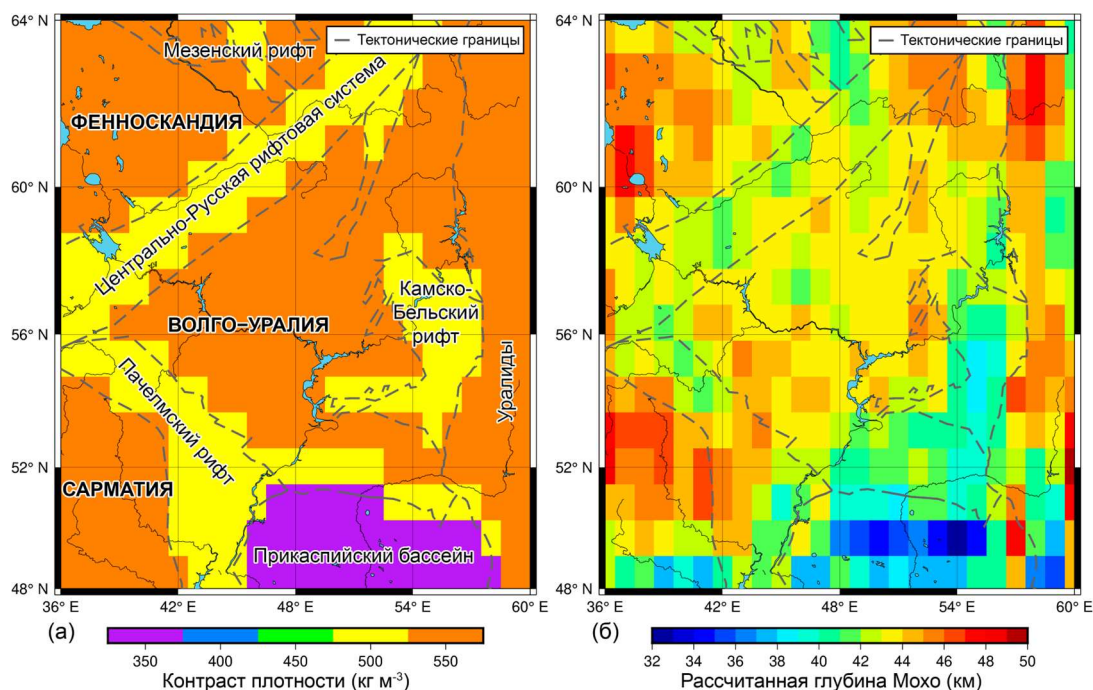 64° N
60° N
56° N
52° N
48° N
Тектонические границы
Мезенский рифт
ФЕННОСКАНДИЯ
Центрально-Русская рифтовая система
Камско-
Бельский
рифт
ВОЛГО-УРАЛИЯ
Уралиды
Пачелмский рифт
САРМАТИЯ
Прикаспийский бассейн
36° E
42° E
48° E
54° E
60° E
(а)
350
400
450
500
550
Контраст плотности (кг м⁻³)
64° N
60° N
56° N
52° N
48° N
Тектонические границы
36° E
42° E
48° E
54° E
60° E
(б)
32 34 36 38 40 42 44 46 48 50
Рассчитанная глубина Мохо (км)